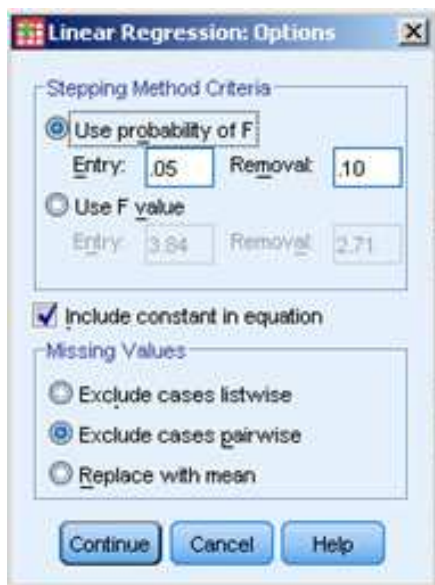 Linear Regression: Options
Stepping Method Criteria
Use probability of F
Entry: .05 Removal: .10
Use F value
Entry: 3.84 Removal: 2.71
Include constant in equation
Missing Values
Exclude cases listwise
Exclude cases pairwise
Replace with mean
Continue Cancel Help